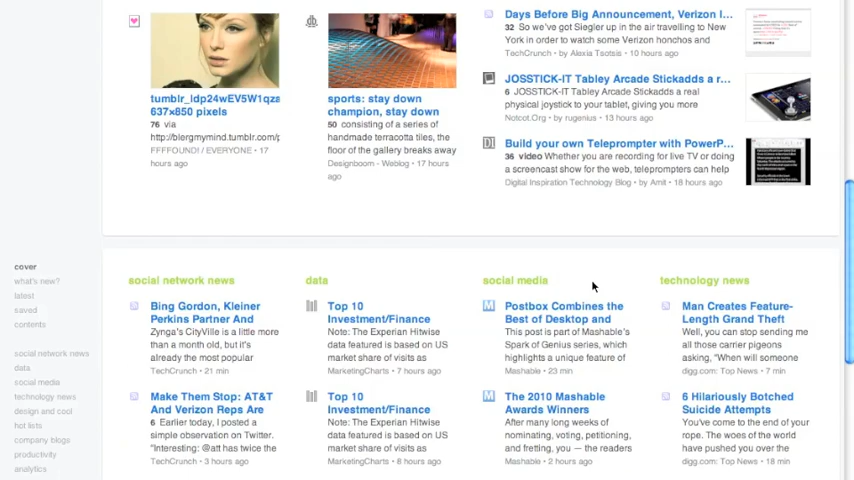 tumblr_ldp24wEV5W1qza
637×850 pixels
76 via
http://blergmymind.tumblr.com/p
FFFFOUND! / EVERYONE • 17
hours ago
sports: stay down
champion, stay down
50 consisting of a series of
handmade terracotta tiles, the
floor of the gallery breaks away
Designboom - Weblog • 17 hours
ago
Days Before Big Announcement, Verizon I...
32 So we've got Siegler up in the air travelling to New
York in order to watch some Verizon honchos and
TechCrunch • by Alexia Tsotsis • 10 hours ago
JOSSTICK-IT Tabley Arcade Stickadds a r...
6 JOSSTICK-IT Tabley Arcade Stickadds a real
physical joystick to your tablet, giving you more
Notcot.Org • by rugenius • 13 hours ago
Build your own Teleprompter with PowerP...
36 video Whether you are recording for live TV or doing
a screencast show for the web, teleprompters can help
Digital Inspiration Technology Blog • by Amit • 18 hours ago
cover
what's new?
latest
saved
contents
social network news
data
social media
technology news
design and cool
hot lists
company blogs
productivity
analytics
social network news
Bing Gordon, Kleiner
Perkins Partner And
Zynga's CityVille is a little more
than a month old, but it's
already the most popular
TechCrunch • 21 min
Make Them Stop: AT&T
And Verizon Reps Are
6 Earlier today, I posted a
simple observation on Twitter.
"Interesting: @att has twice the
TechCrunch • 3 hours ago
data
Top 10
Investment/Finance
Note: The Experian Hitwise
data featured is based on US
market share of visits as
MarketingCharts • 7 hours ago
Top 10
Investment/Finance
Note: The Experian Hitwise
data featured is based on US
market share of visits as
MarketingCharts • 8 hours ago
social media
Postbox Combines the
Best of Desktop and
This post is part of Mashable's
Spark of Genius series, which
highlights a unique feature of
Mashable • 23 min
The 2010 Mashable
Awards Winners
After many long weeks of
nominating, voting, petitioning,
and fretting, you — the readers
Mashable • 2 hours ago
technology news
Man Creates Feature-
Length Grand Theft
Well, you can stop sending me
all those carrier pigeons
asking, "When will someone
digg.com: Top News • 7 min
6 Hilariously Botched
Suicide Attempts
You've come to the end of your
rope. The woes of the world
have pushed you over the
digg.com: Top News • 18 min